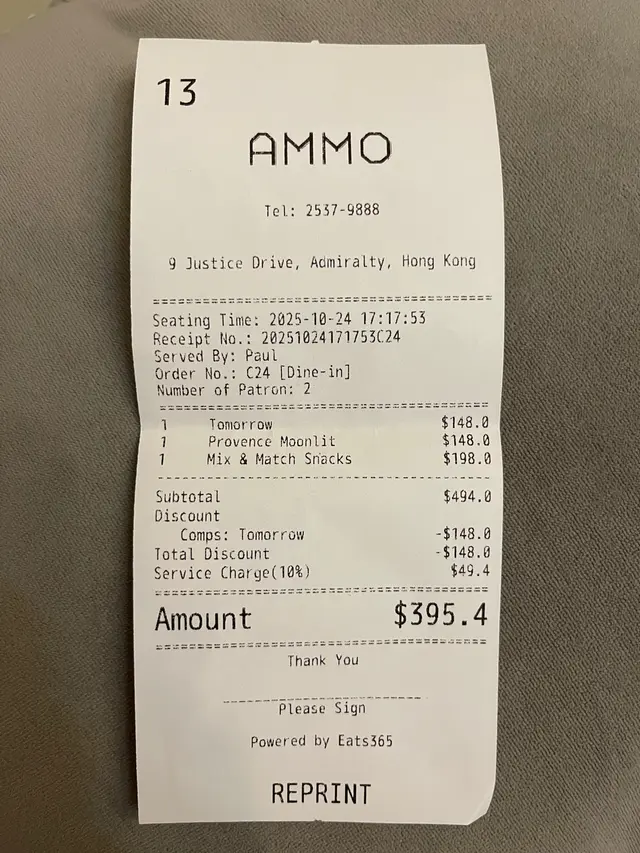 13
AMMO
Tel: 2537-9888
9 Justice Drive, Admiralty, Hong Kong
Seating Time: 2025-10-24 17:17:53
Receipt No.: 20251024171753C24
Served By: Paul
Order No.: C24 [Dine-in]
Number of Patron: 2
1 Tomorrow $148.0
1 Provence Moonlit $148.0
1 Mix & Match Snacks $198.0
Subtotal $494.0
Discount
Comps: Tomorrow -$148.0
Total Discount -$148.0
Service Charge(10%) $49.4
Amount $395.4
Thank You
Please Sign
Powered by Eats365
REPRINT